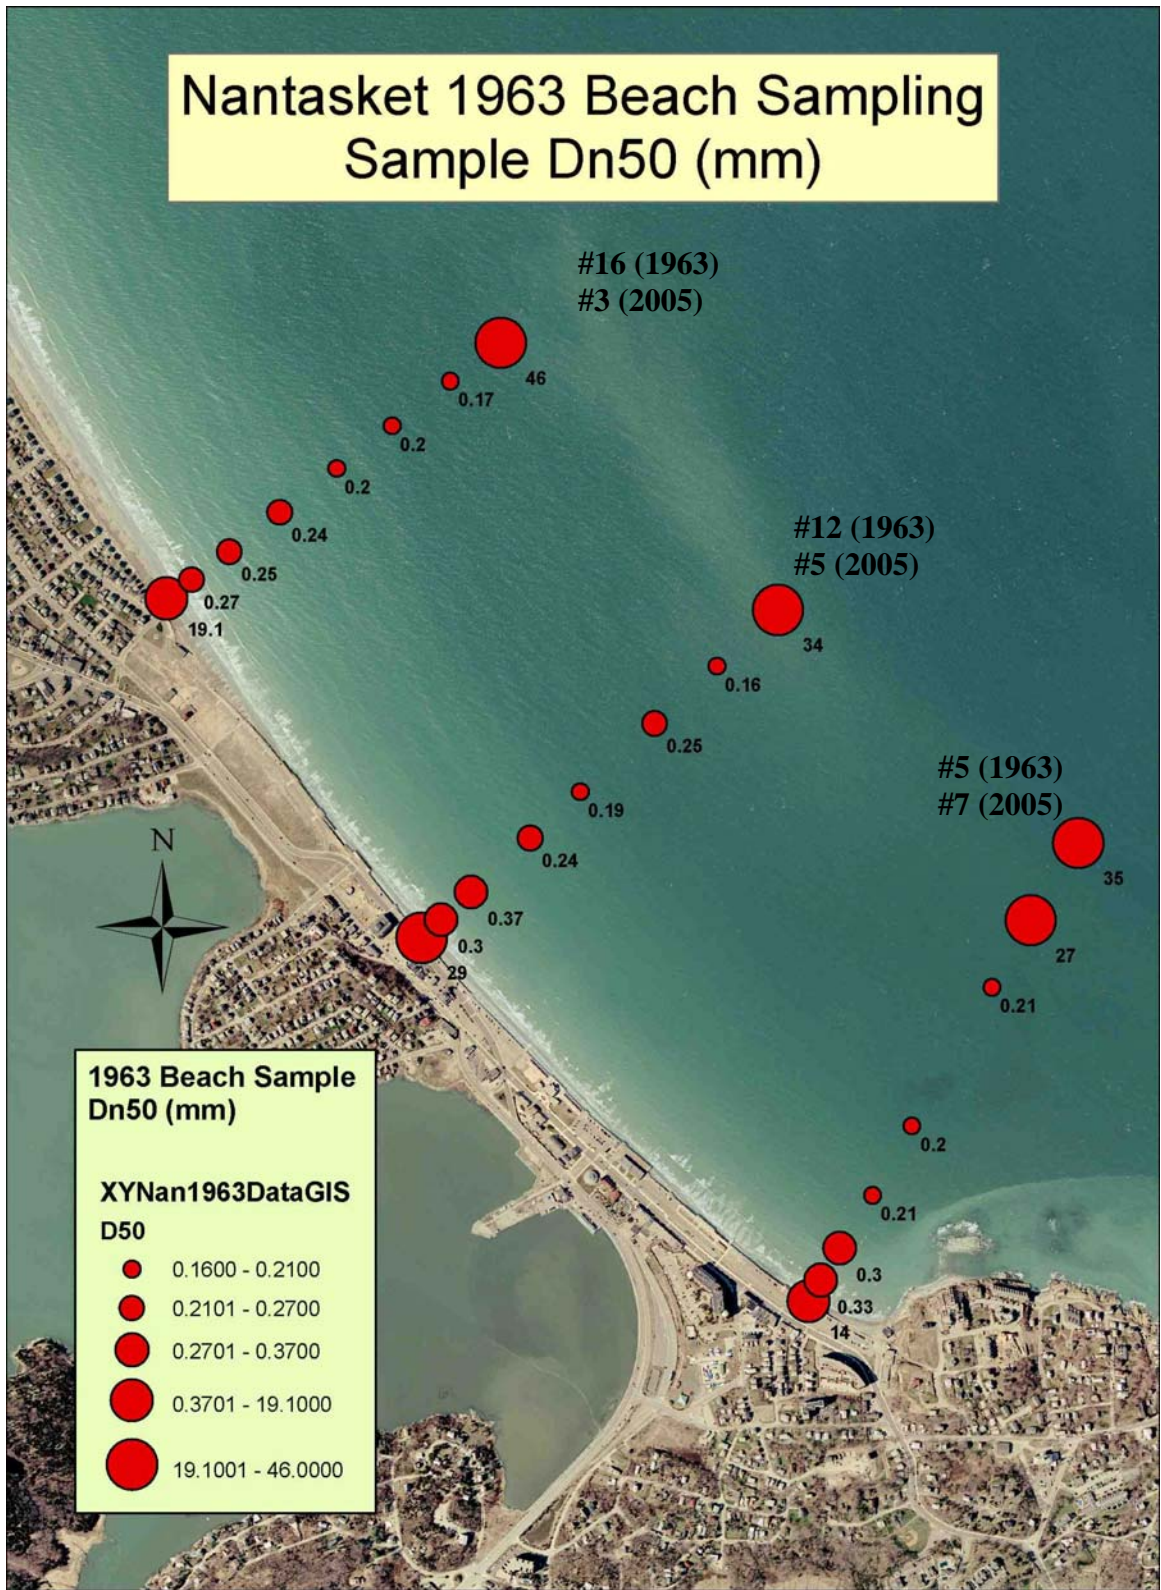 Nantasket 1963 Beach Sampling
Sample Dn50 (mm)
#16 (1963)
#3 (2005)
46
0.17
0.2
0.2
0.24
0.25
0.27
19.1
#12 (1963)
#5 (2005)
34
0.16
0.25
0.19
0.24
0.37
0.3
29
#5 (1963)
#7 (2005)
35
27
0.21
0.2
0.21
0.3
0.33
14
N
1963 Beach Sample
Dn50 (mm)
XYNan1963DataGIS
D50
0.1600 - 0.2100
0.2101 - 0.2700
0.2701 - 0.3700
0.3701 - 19.1000
19.1001 - 46.0000